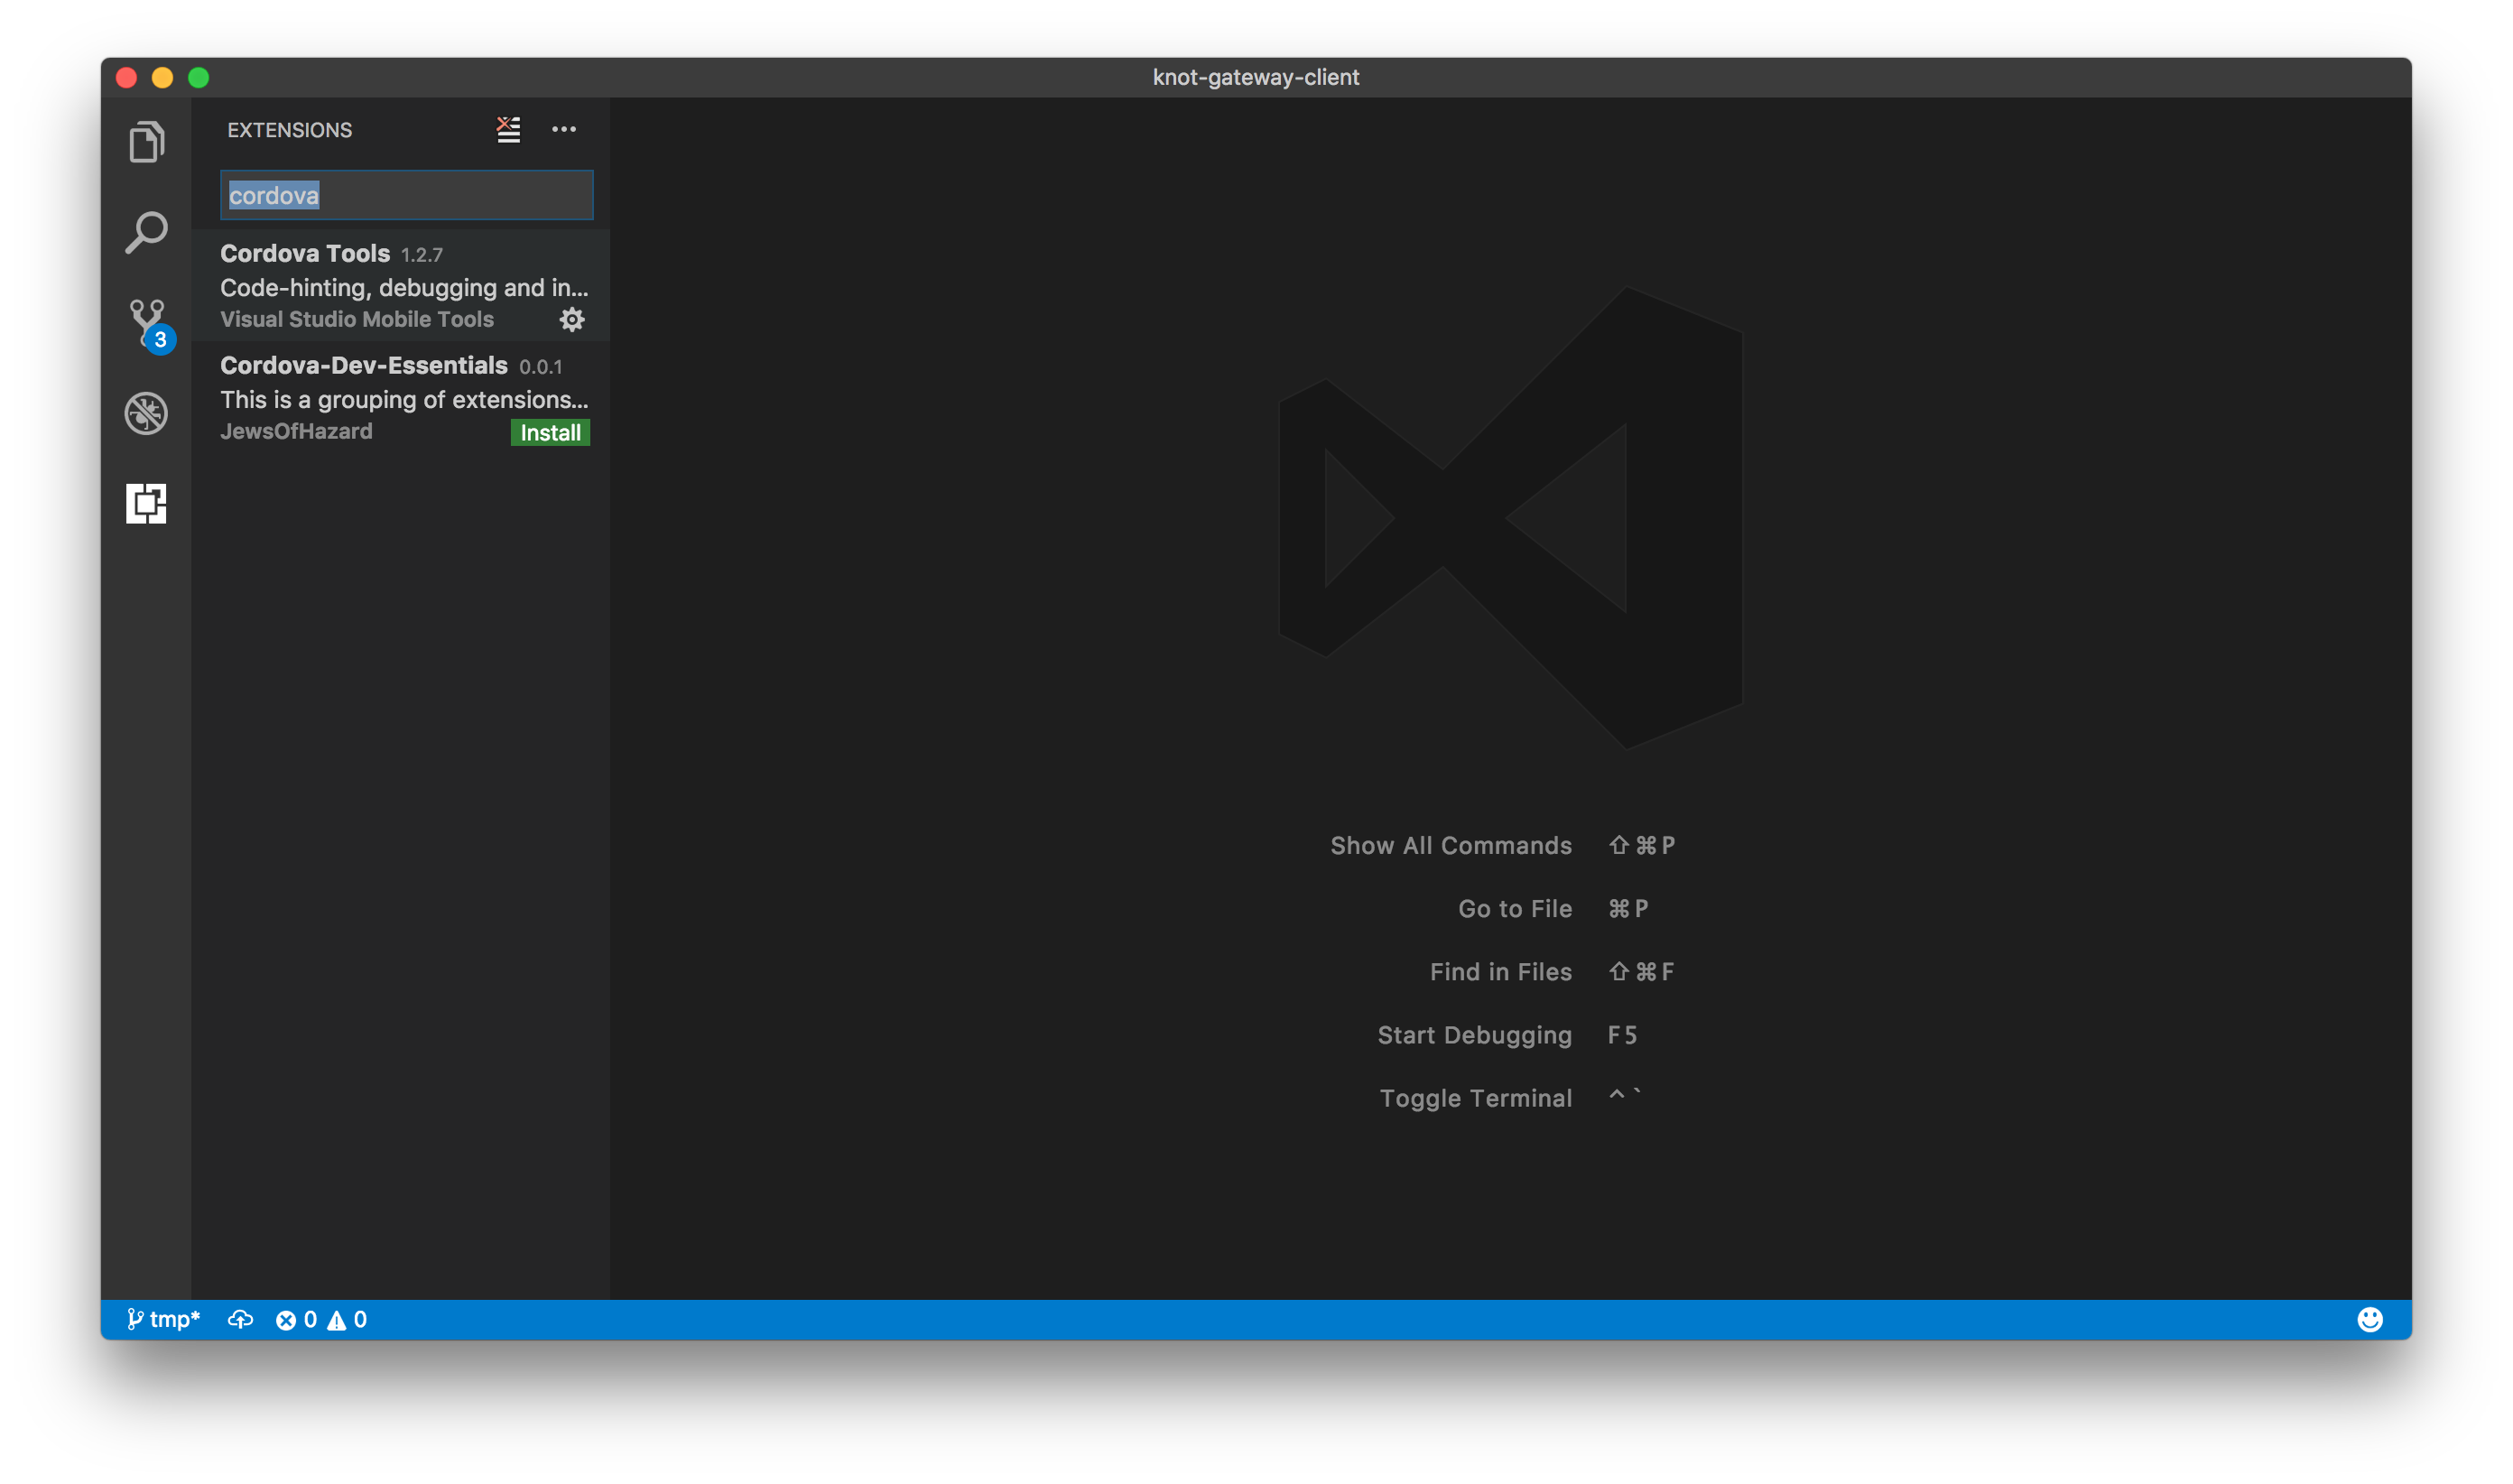 knot-gateway-client
EXTENSIONS
cordova
Cordova Tools 1.2.7
Code-hinting, debugging and in...
Visual Studio Mobile Tools
3
Cordova-Dev-Essentials 0.0.1
This is a grouping of extensions...
JewsOfHazard Install
Show All Commands ⇧⌘P
Go to File ⌘P
Find in Files ⇧⌘F
Start Debugging F5
Toggle Terminal ^`
tmp* 0 0